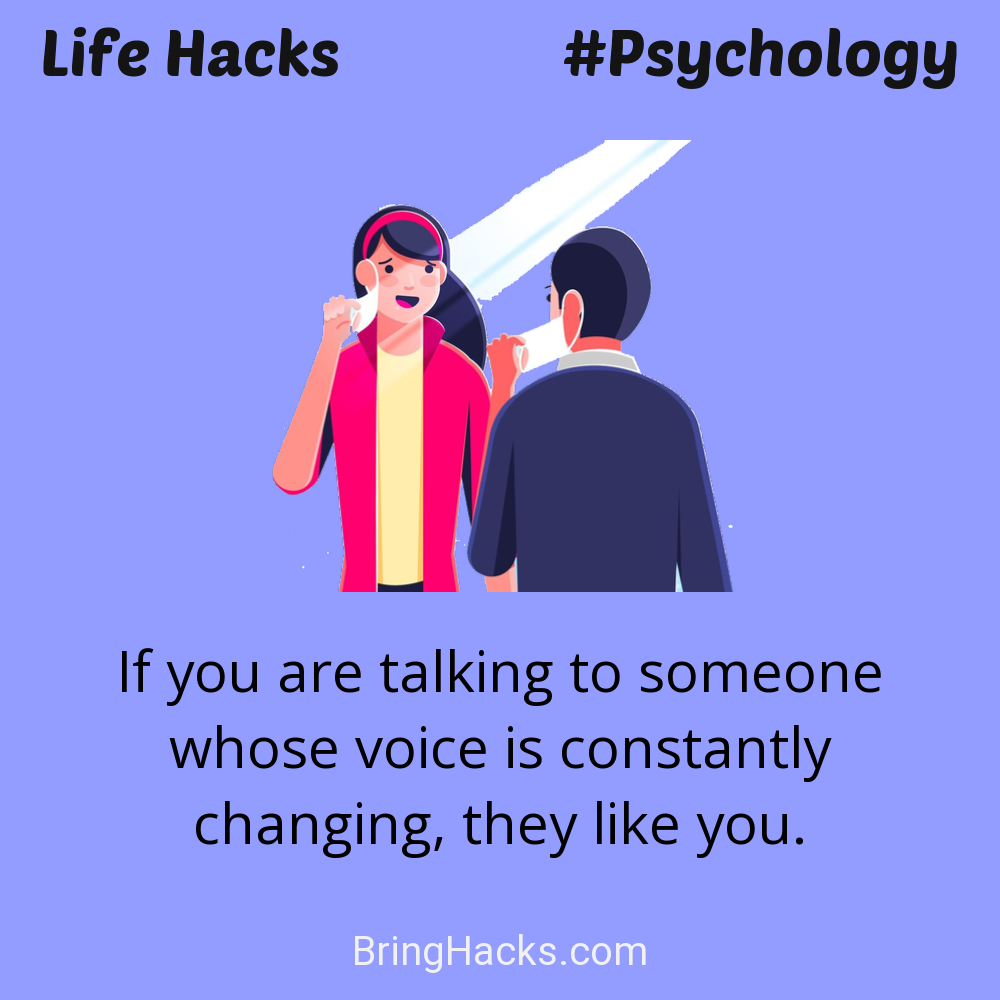 Life Hacks #Psychology
If you are talking to someone
whose voice is constantly
changing, they like you.
BringHacks.com